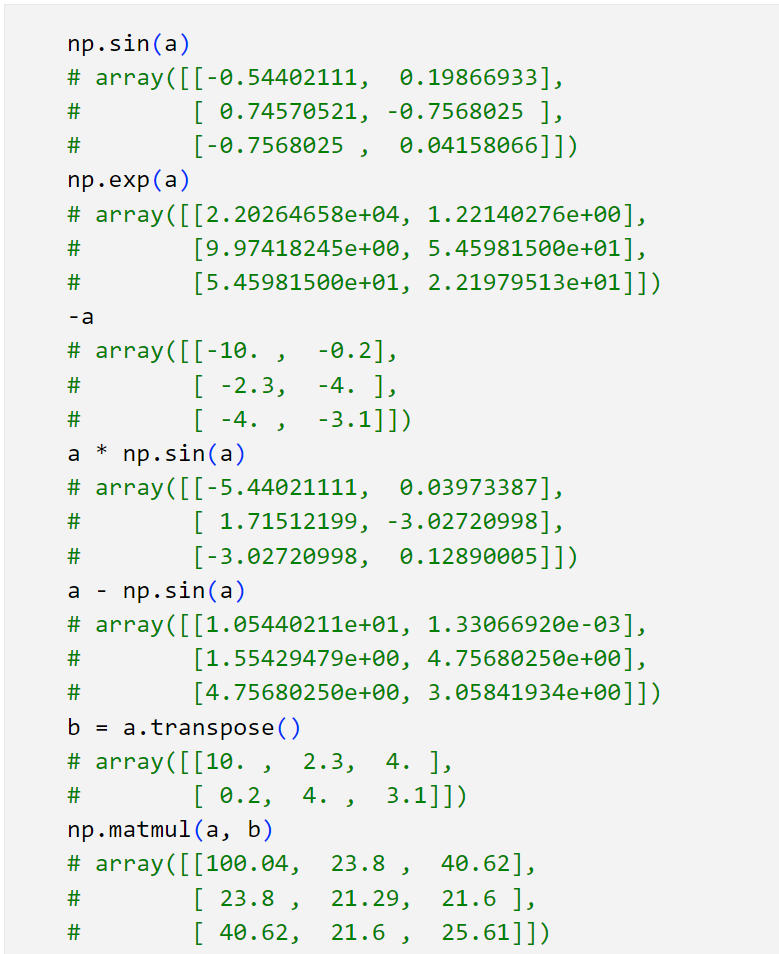 np.sin(a)
# array([[-0.54402111,  0.19866933],
#        [ 0.74570521, -0.7568025 ],
#        [-0.7568025 ,  0.04158066]])
np.exp(a)
# array([[2.20264658e+04, 1.22140276e+00],
#        [9.97418245e+00, 5.45981500e+01],
#        [5.45981500e+01, 2.21979513e+01]])
-a
# array([[-10. ,  -0.2],
#        [ -2.3,  -4. ],
#        [ -4. ,  -3.1]])
a * np.sin(a)
# array([[-5.44021111,  0.03973387],
#        [ 1.71512199, -3.02720998],
#        [-3.02720998,  0.12890005]])
a - np.sin(a)
# array([[1.05440211e+01, 1.33066920e-03],
#        [1.55429479e+00, 4.75680250e+00],
#        [4.75680250e+00, 3.05841934e+00]])
b = a.transpose()
# array([[10. ,  2.3,  4. ],
#        [ 0.2,  4. ,  3.1]])
np.matmul(a, b)
# array([[100.04,  23.8 ,  40.62],
#        [ 23.8 ,  21.29,  21.6 ],
#        [ 40.62,  21.6 ,  25.61]])